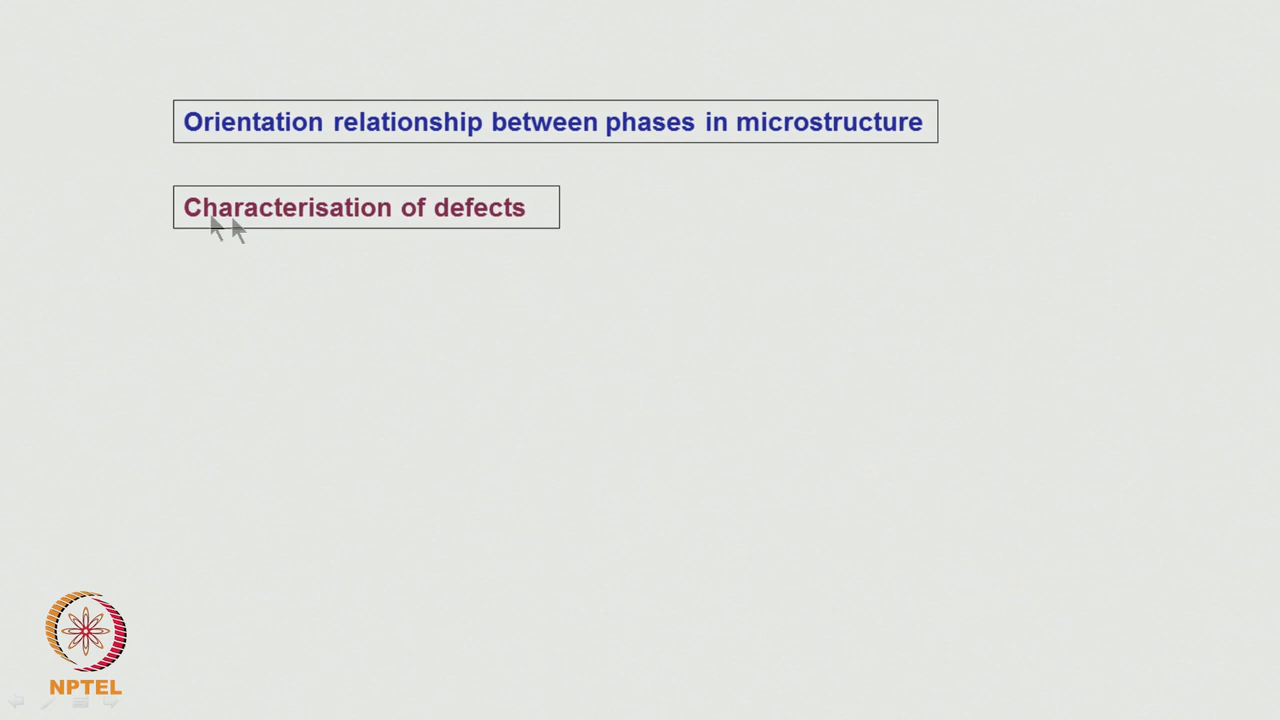 Orientation relationship between phases in microstructure
Characterisation of defects
NPTEL